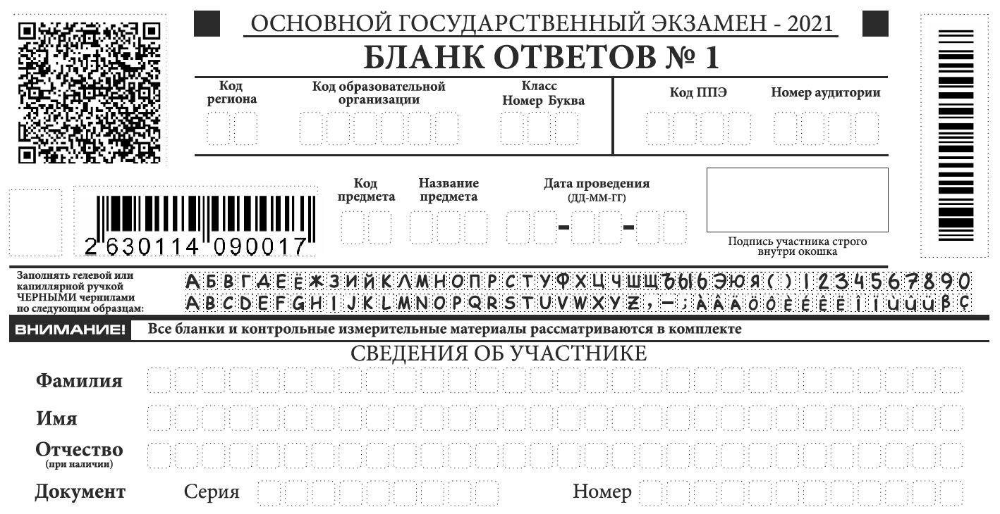 ОСНОВНОЙ ГОСУДАРСТВЕННЫЙ ЭКЗАМЕН - 2021
БЛАНК ОТВЕТОВ № 1
Код региона
Код образовательной организации
Класс
Номер Буква
Код ППЭ
Номер аудитории
Код предмета
Название предмета
Дата проведения
(ДД-ММ-ГГ)
2 630114 090017
Подпись участника строго
внутри окошка
Заполнять гелевой или
капиллярной ручкой
ЧЕРНЫМИ чернилами
по следующим образцам:
АБВГДЕЁЖЗИЙКЛМНОПРСТУФХЦЧШЩЪЫЬЭЮЯ()1234567890
ABCDEFGHIJKLMNOPQRSTUVWXYZ,-;ÀÂÄÖÔÈÉÊËÎÏÙÛÜßÇ
ВНИМАНИЕ! Все бланки и контрольные измерительные материалы рассматриваются в комплекте
СВЕДЕНИЯ ОБ УЧАСТНИКЕ
Фамилия
Имя
Отчество
(при наличии)
Документ Серия Номер